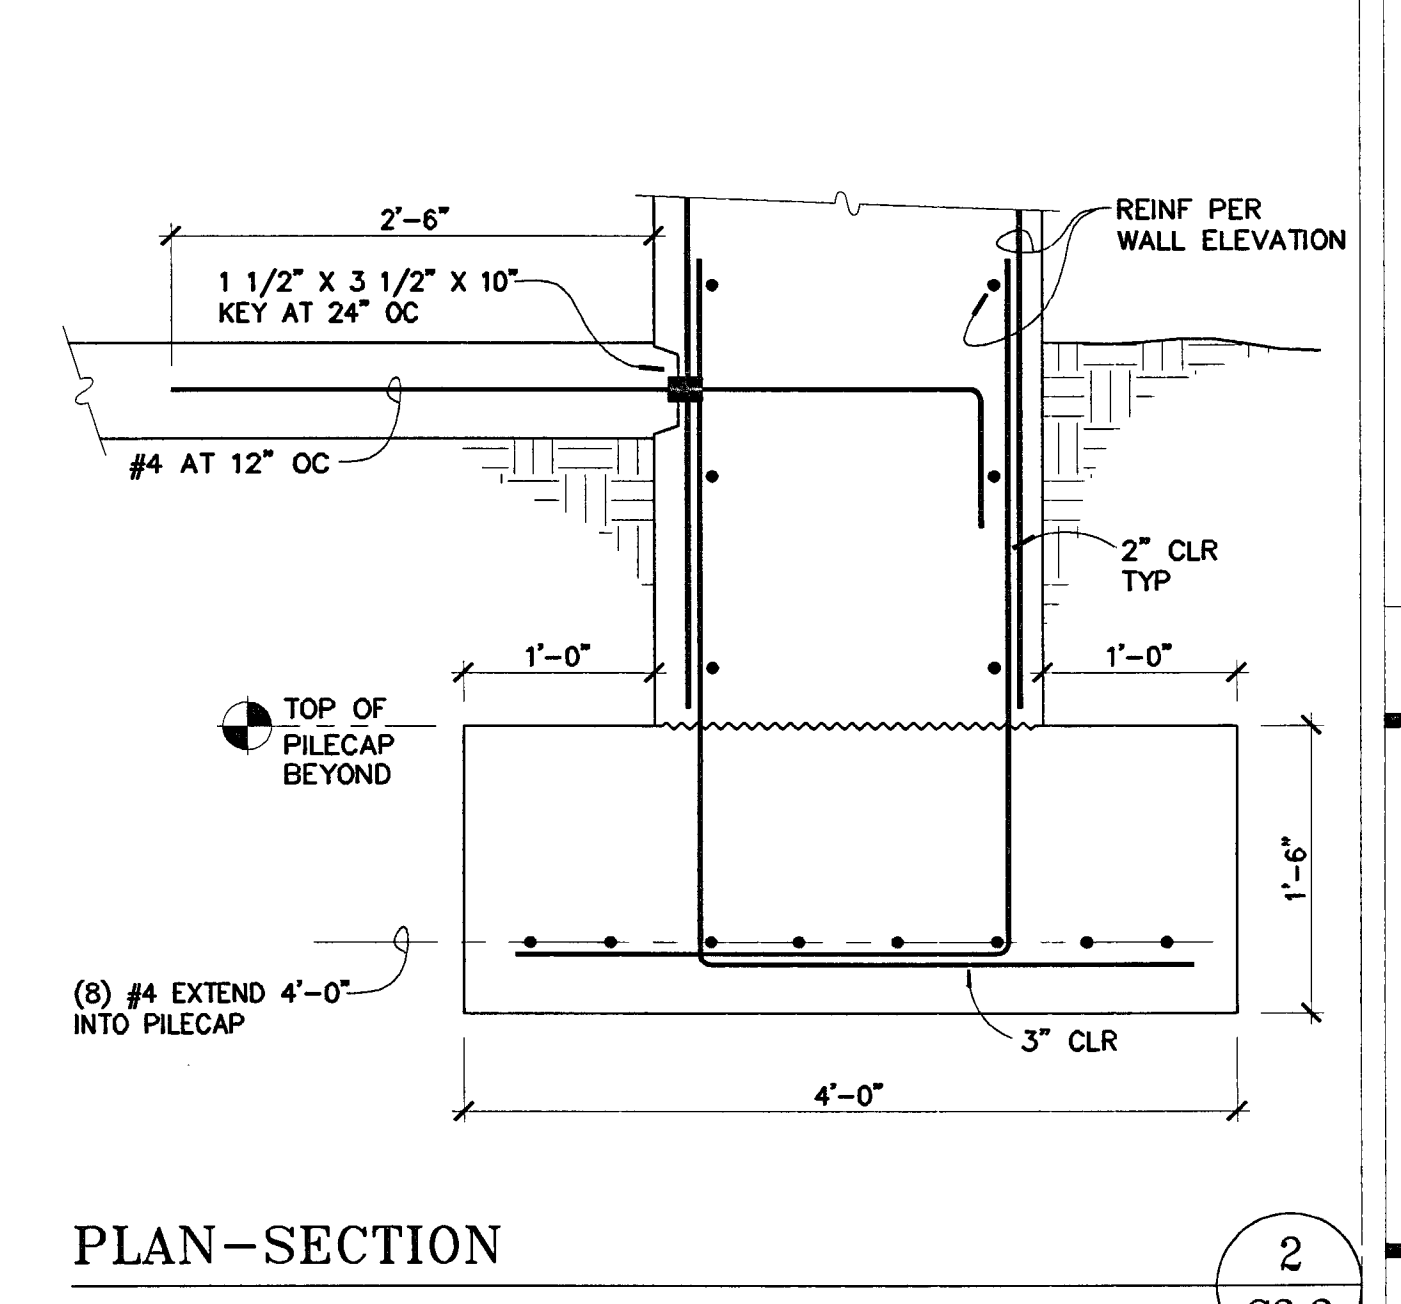 2'-6"
1 1/2" X 3 1/2" X 10"
KEY AT 24" OC
REINF PER
WALL ELEVATION
#4 AT 12" OC
2" CLR
TYP
1'-0"
1'-0"
TOP OF
PILECAP
BEYOND
1'-6"
(8) #4 EXTEND 4'-0"
INTO PILECAP
3" CLR
4'-0"
PLAN-SECTION
2